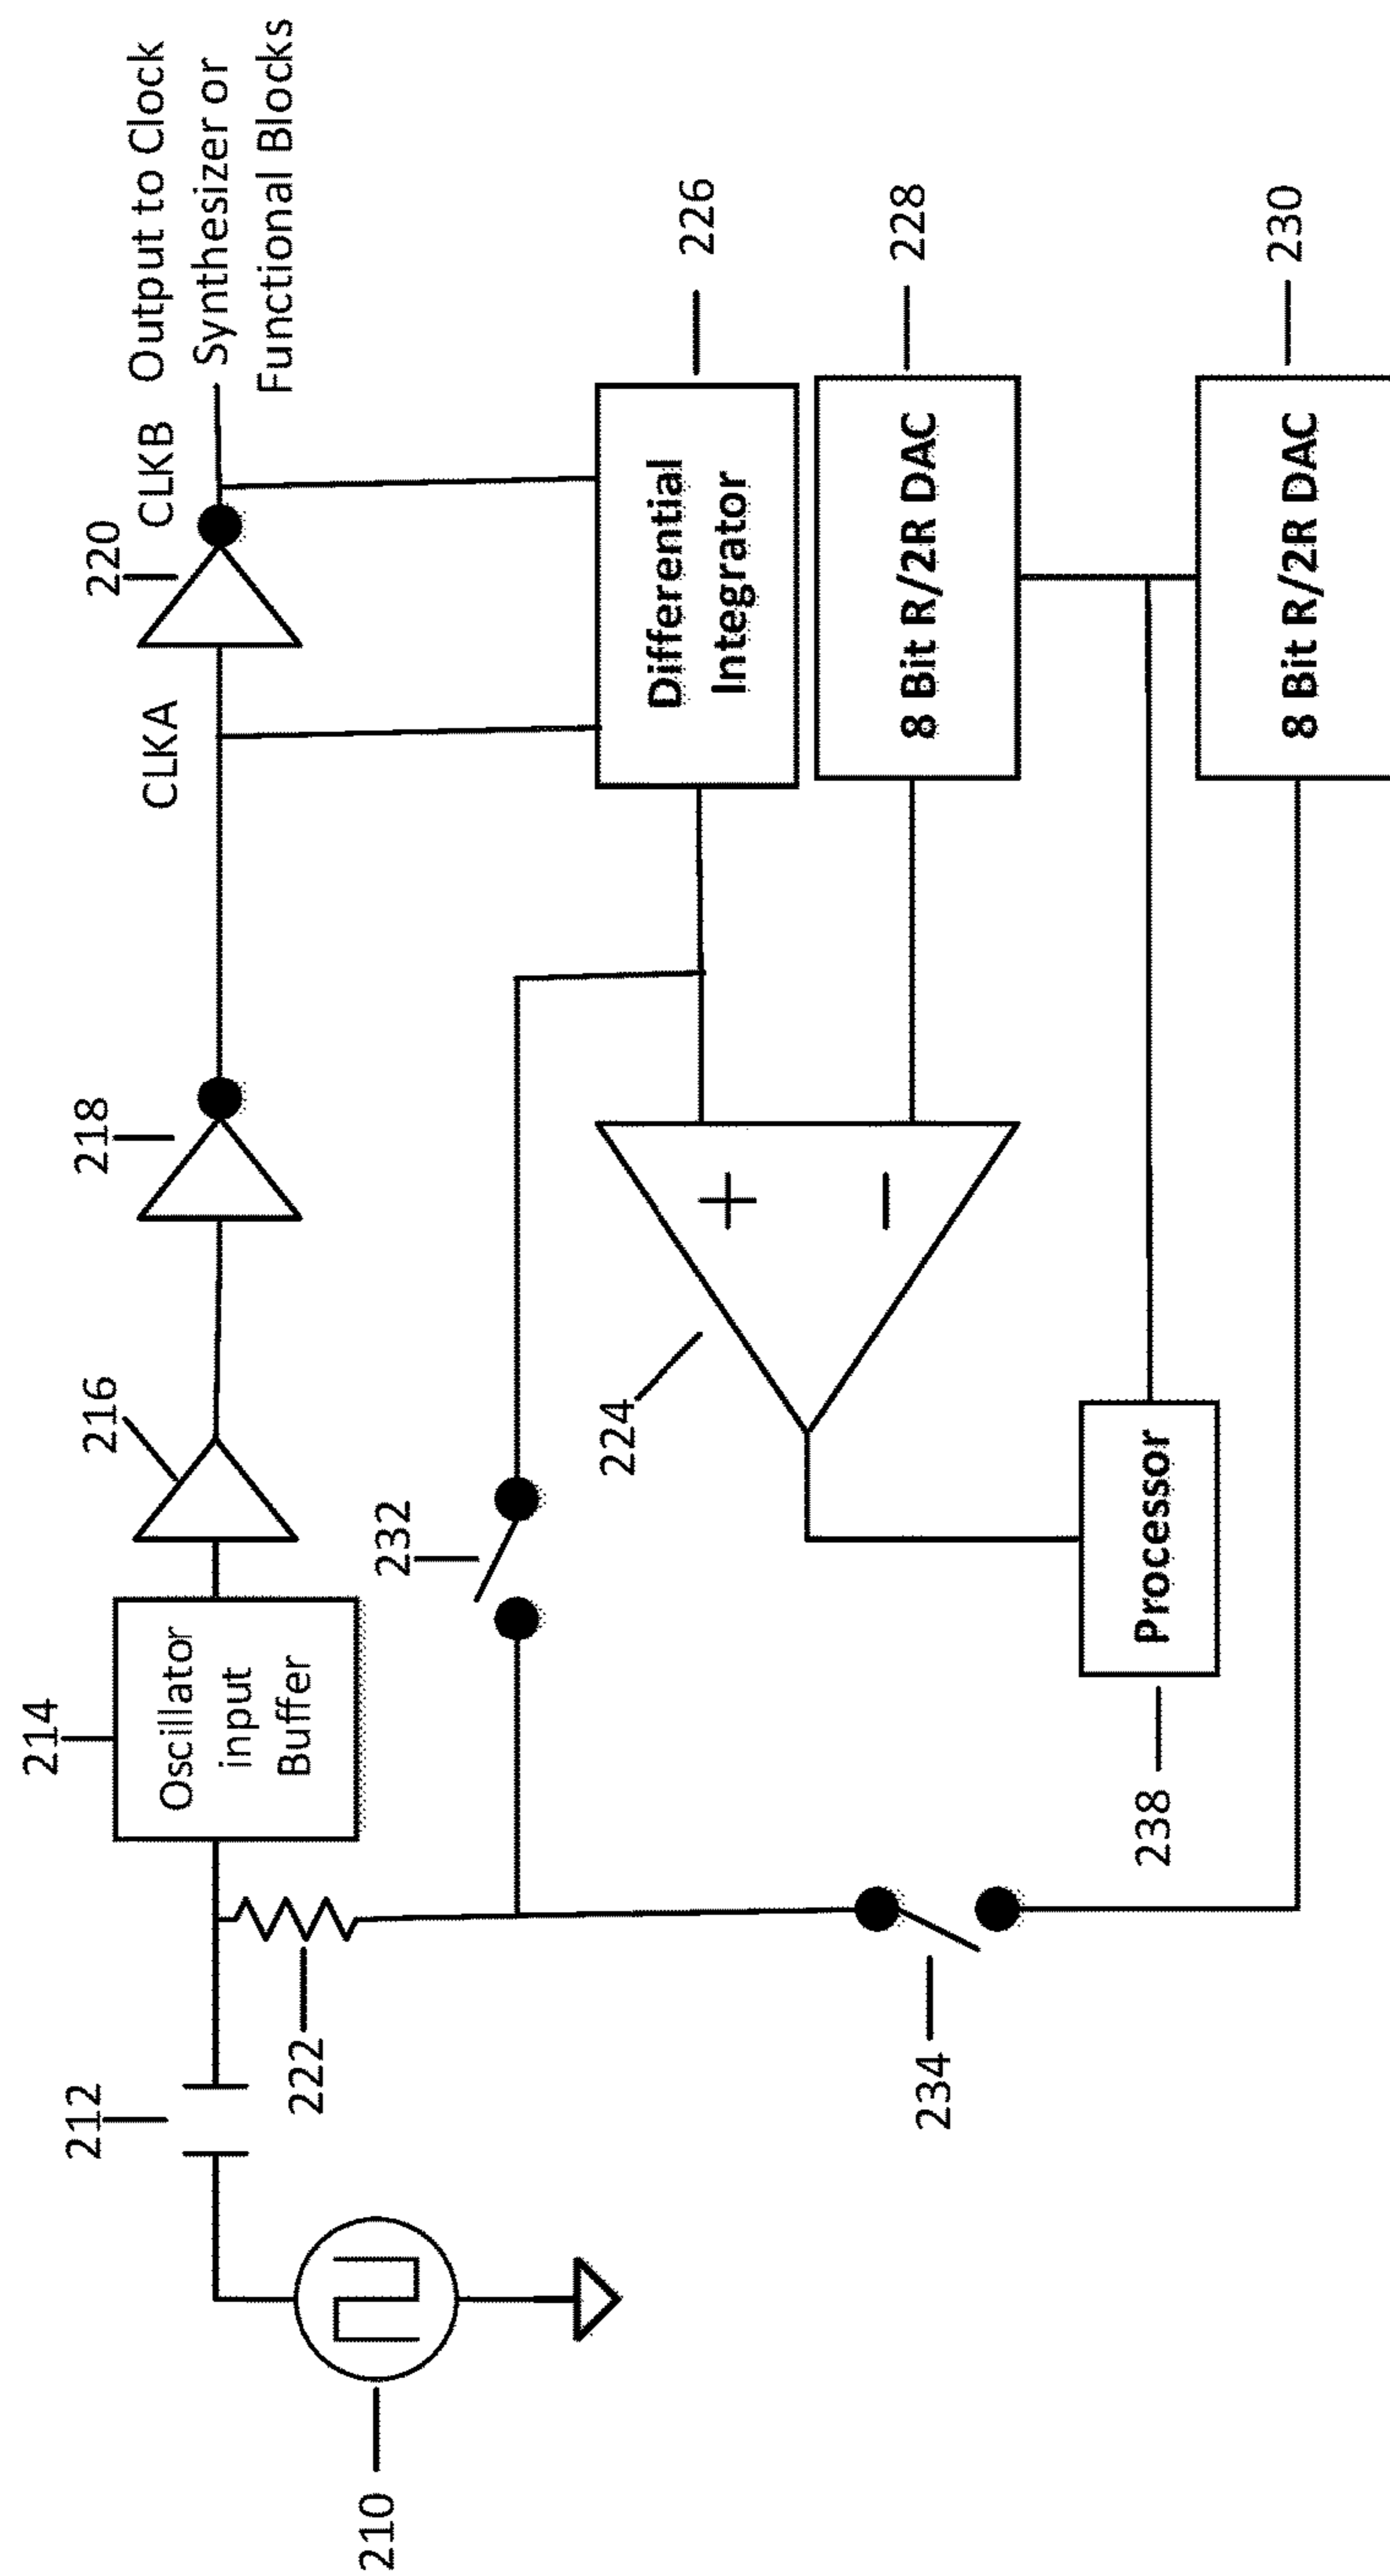 212
214
216
218
220
CLKA
CLKB
Output to Clock
Synthesizer or
Functional Blocks
Oscillator
input
Buffer
210
222
232
224
+
−
Differential
Integrator
226
8 Bit R/2R DAC
228
234
238
Processor
8 Bit R/2R DAC
230